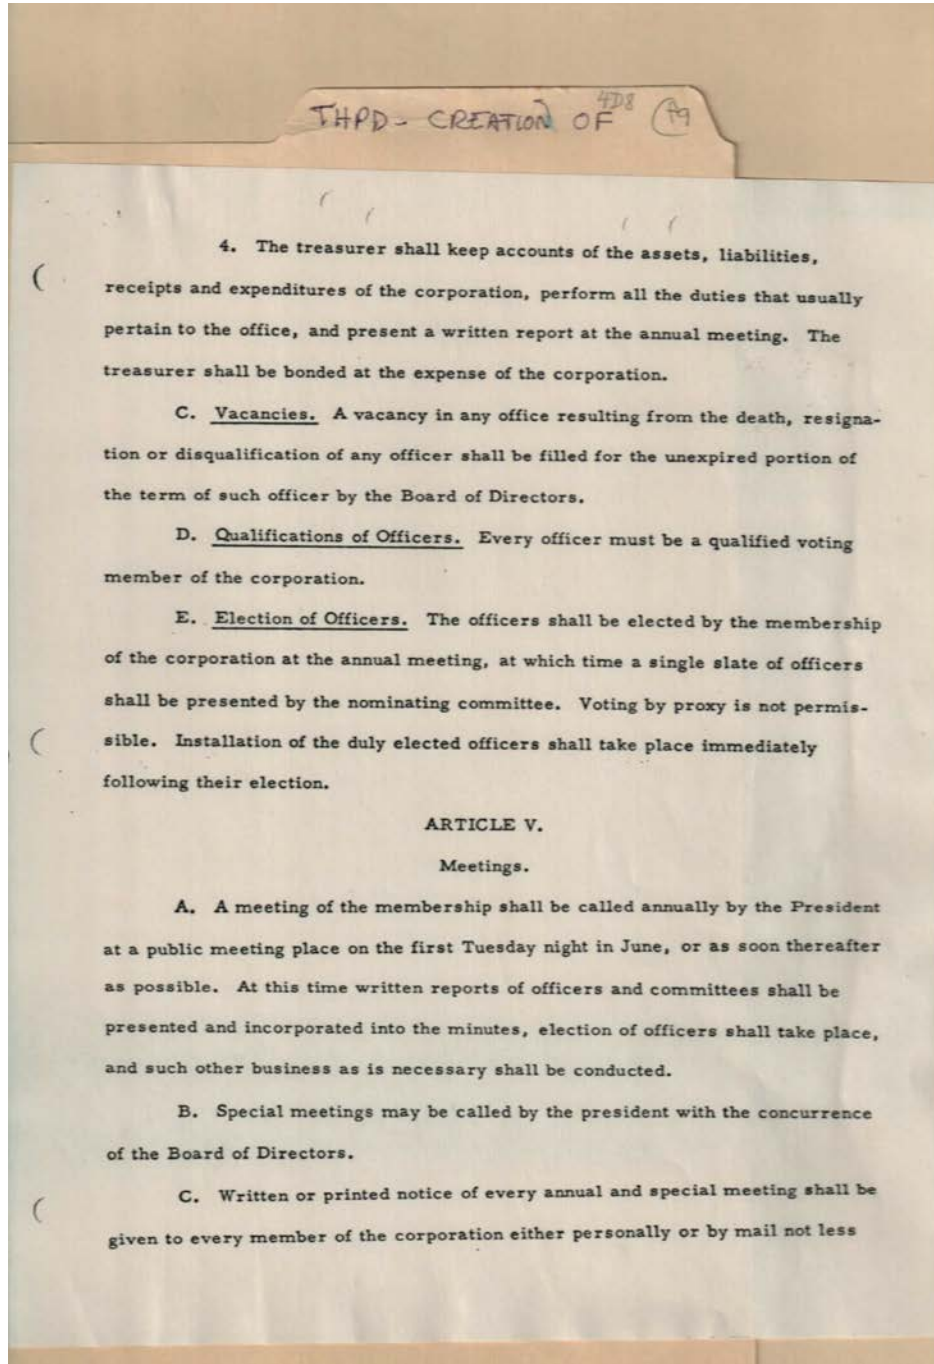 4D8
THPD - CREATION OF
4. The treasurer shall keep accounts of the assets, liabilities,
receipts and expenditures of the corporation, perform all the duties that usually
pertain to the office, and present a written report at the annual meeting. The
treasurer shall be bonded at the expense of the corporation.
C. Vacancies. A vacancy in any office resulting from the death, resigna-
tion or disqualification of any officer shall be filled for the unexpired portion of
the term of such officer by the Board of Directors.
D. Qualifications of Officers. Every officer must be a qualified voting
member of the corporation.
E. Election of Officers. The officers shall be elected by the membership
of the corporation at the annual meeting, at which time a single slate of officers
shall be presented by the nominating committee. Voting by proxy is not permis-
sible. Installation of the duly elected officers shall take place immediately
following their election.
ARTICLE V.
Meetings.
A. A meeting of the membership shall be called annually by the President
at a public meeting place on the first Tuesday night in June, or as soon thereafter
as possible. At this time written reports of officers and committees shall be
presented and incorporated into the minutes, election of officers shall take place,
and such other business as is necessary shall be conducted.
B. Special meetings may be called by the president with the concurrence
of the Board of Directors.
C. Written or printed notice of every annual and special meeting shall be
given to every member of the corporation either personally or by mail not less